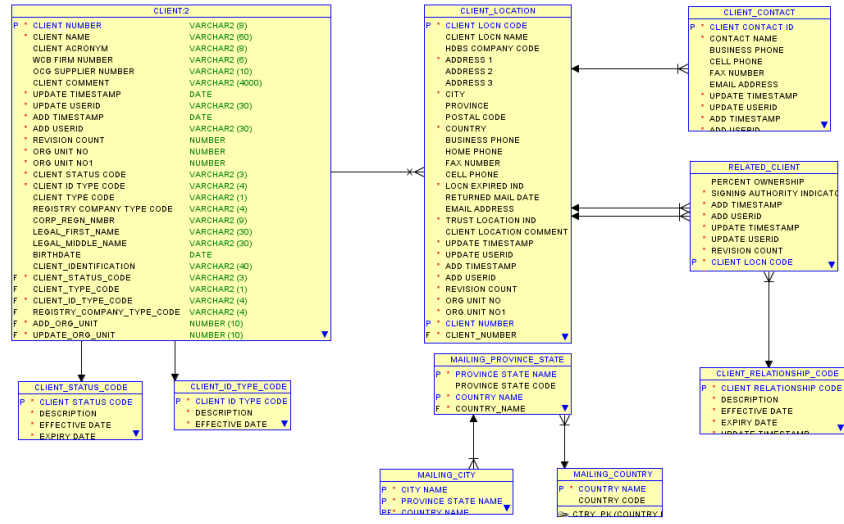 CLIENT:2
P * CLIENT NUMBER VARCHAR2 (8)
* CLIENT NAME VARCHAR2 (60)
CLIENT ACRONYM VARCHAR2 (8)
WCB FIRM NUMBER VARCHAR2 (6)
OCG SUPPLIER NUMBER VARCHAR2 (10)
CLIENT COMMENT VARCHAR2 (4000)
* UPDATE TIMESTAMP DATE
* UPDATE USERID VARCHAR2 (30)
* ADD TIMESTAMP DATE
* ADD USERID VARCHAR2 (30)
* REVISION COUNT NUMBER
* ORG UNIT NO NUMBER
* ORG UNIT NO1 NUMBER
* CLIENT STATUS CODE VARCHAR2 (3)
* CLIENT ID TYPE CODE VARCHAR2 (4)
CLIENT TYPE CODE VARCHAR2 (1)
REGISTRY COMPANY TYPE CODE VARCHAR2 (4)
CORP_REGN_NMBR VARCHAR2 (9)
LEGAL_FIRST_NAME VARCHAR2 (30)
LEGAL_MIDDLE_NAME VARCHAR2 (30)
BIRTHDATE DATE
CLIENT_IDENTIFICATION VARCHAR2 (40)
F * CLIENT_STATUS_CODE VARCHAR2 (3)
F CLIENT_TYPE_CODE VARCHAR2 (1)
F * CLIENT_ID_TYPE_CODE VARCHAR2 (4)
F REGISTRY_COMPANY_TYPE_CODE VARCHAR2 (4)
F * ADD_ORG_UNIT NUMBER (10)
F * UPDATE_ORG_UNIT NUMBER (10)
CLIENT_LOCATION
P * CLIENT LOCN CODE
CLIENT LOCN NAME
HDBS COMPANY CODE
* ADDRESS 1
ADDRESS 2
ADDRESS 3
* CITY
PROVINCE
POSTAL CODE
* COUNTRY
BUSINESS PHONE
HOME PHONE
FAX NUMBER
CELL PHONE
* LOCN EXPIRED IND
RETURNED MAIL DATE
EMAIL ADDRESS
* TRUST LOCATION IND
CLIENT LOCATION COMMENT
* UPDATE TIMESTAMP
* UPDATE USERID
* ADD TIMESTAMP
* ADD USERID
* REVISION COUNT
* ORG UNIT NO
* ORG UNIT NO1
P * CLIENT NUMBER
F * CLIENT_NUMBER
CLIENT_CONTACT
P * CLIENT CONTACT ID
* CONTACT NAME
BUSINESS PHONE
CELL PHONE
FAX NUMBER
EMAIL ADDRESS
* UPDATE TIMESTAMP
* UPDATE USERID
* ADD TIMESTAMP
* ADD USERID
RELATED_CLIENT
PERCENT OWNERSHIP
* SIGNING AUTHORITY INDICATO
* ADD TIMESTAMP
* ADD USERID
* UPDATE TIMESTAMP
* UPDATE USERID
* REVISION COUNT
P * CLIENT LOCN CODE
CLIENT_STATUS_CODE
P * CLIENT STATUS CODE
* DESCRIPTION
* EFFECTIVE DATE
* EXPIRY DATE
CLIENT_ID_TYPE_CODE
P * CLIENT ID TYPE CODE
* DESCRIPTION
* EFFECTIVE DATE
MAILING_PROVINCE_STATE
P * PROVINCE STATE NAME
PROVINCE STATE CODE
P * COUNTRY NAME
F * COUNTRY_NAME
CLIENT_RELATIONSHIP_CODE
P * CLIENT RELATIONSHIP CODE
* DESCRIPTION
* EFFECTIVE DATE
* EXPIRY DATE
* UPDATE TIMESTAMP
MAILING_CITY
P * CITY NAME
P * PROVINCE STATE NAME
PF* COUNTRY NAME
MAILING_COUNTRY
P * COUNTRY NAME
COUNTRY CODE
CTRY_PK (COUNTRY